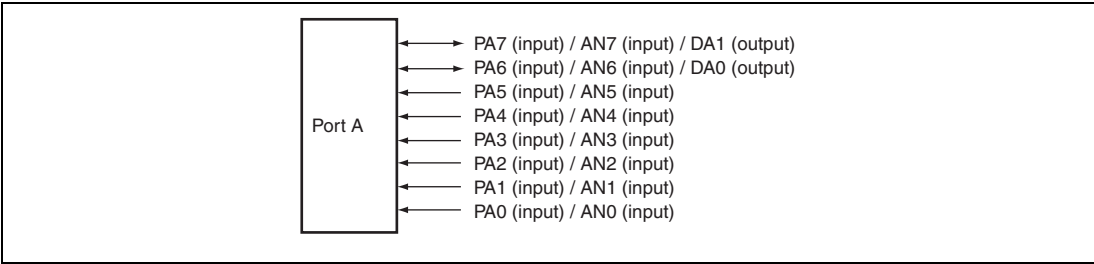 PA7 (input) / AN7 (input) / DA1 (output)
PA6 (input) / AN6 (input) / DA0 (output)
PA5 (input) / AN5 (input)
PA4 (input) / AN4 (input)
Port A
PA3 (input) / AN3 (input)
PA2 (input) / AN2 (input)
PA1 (input) / AN1 (input)
PA0 (input) / AN0 (input)